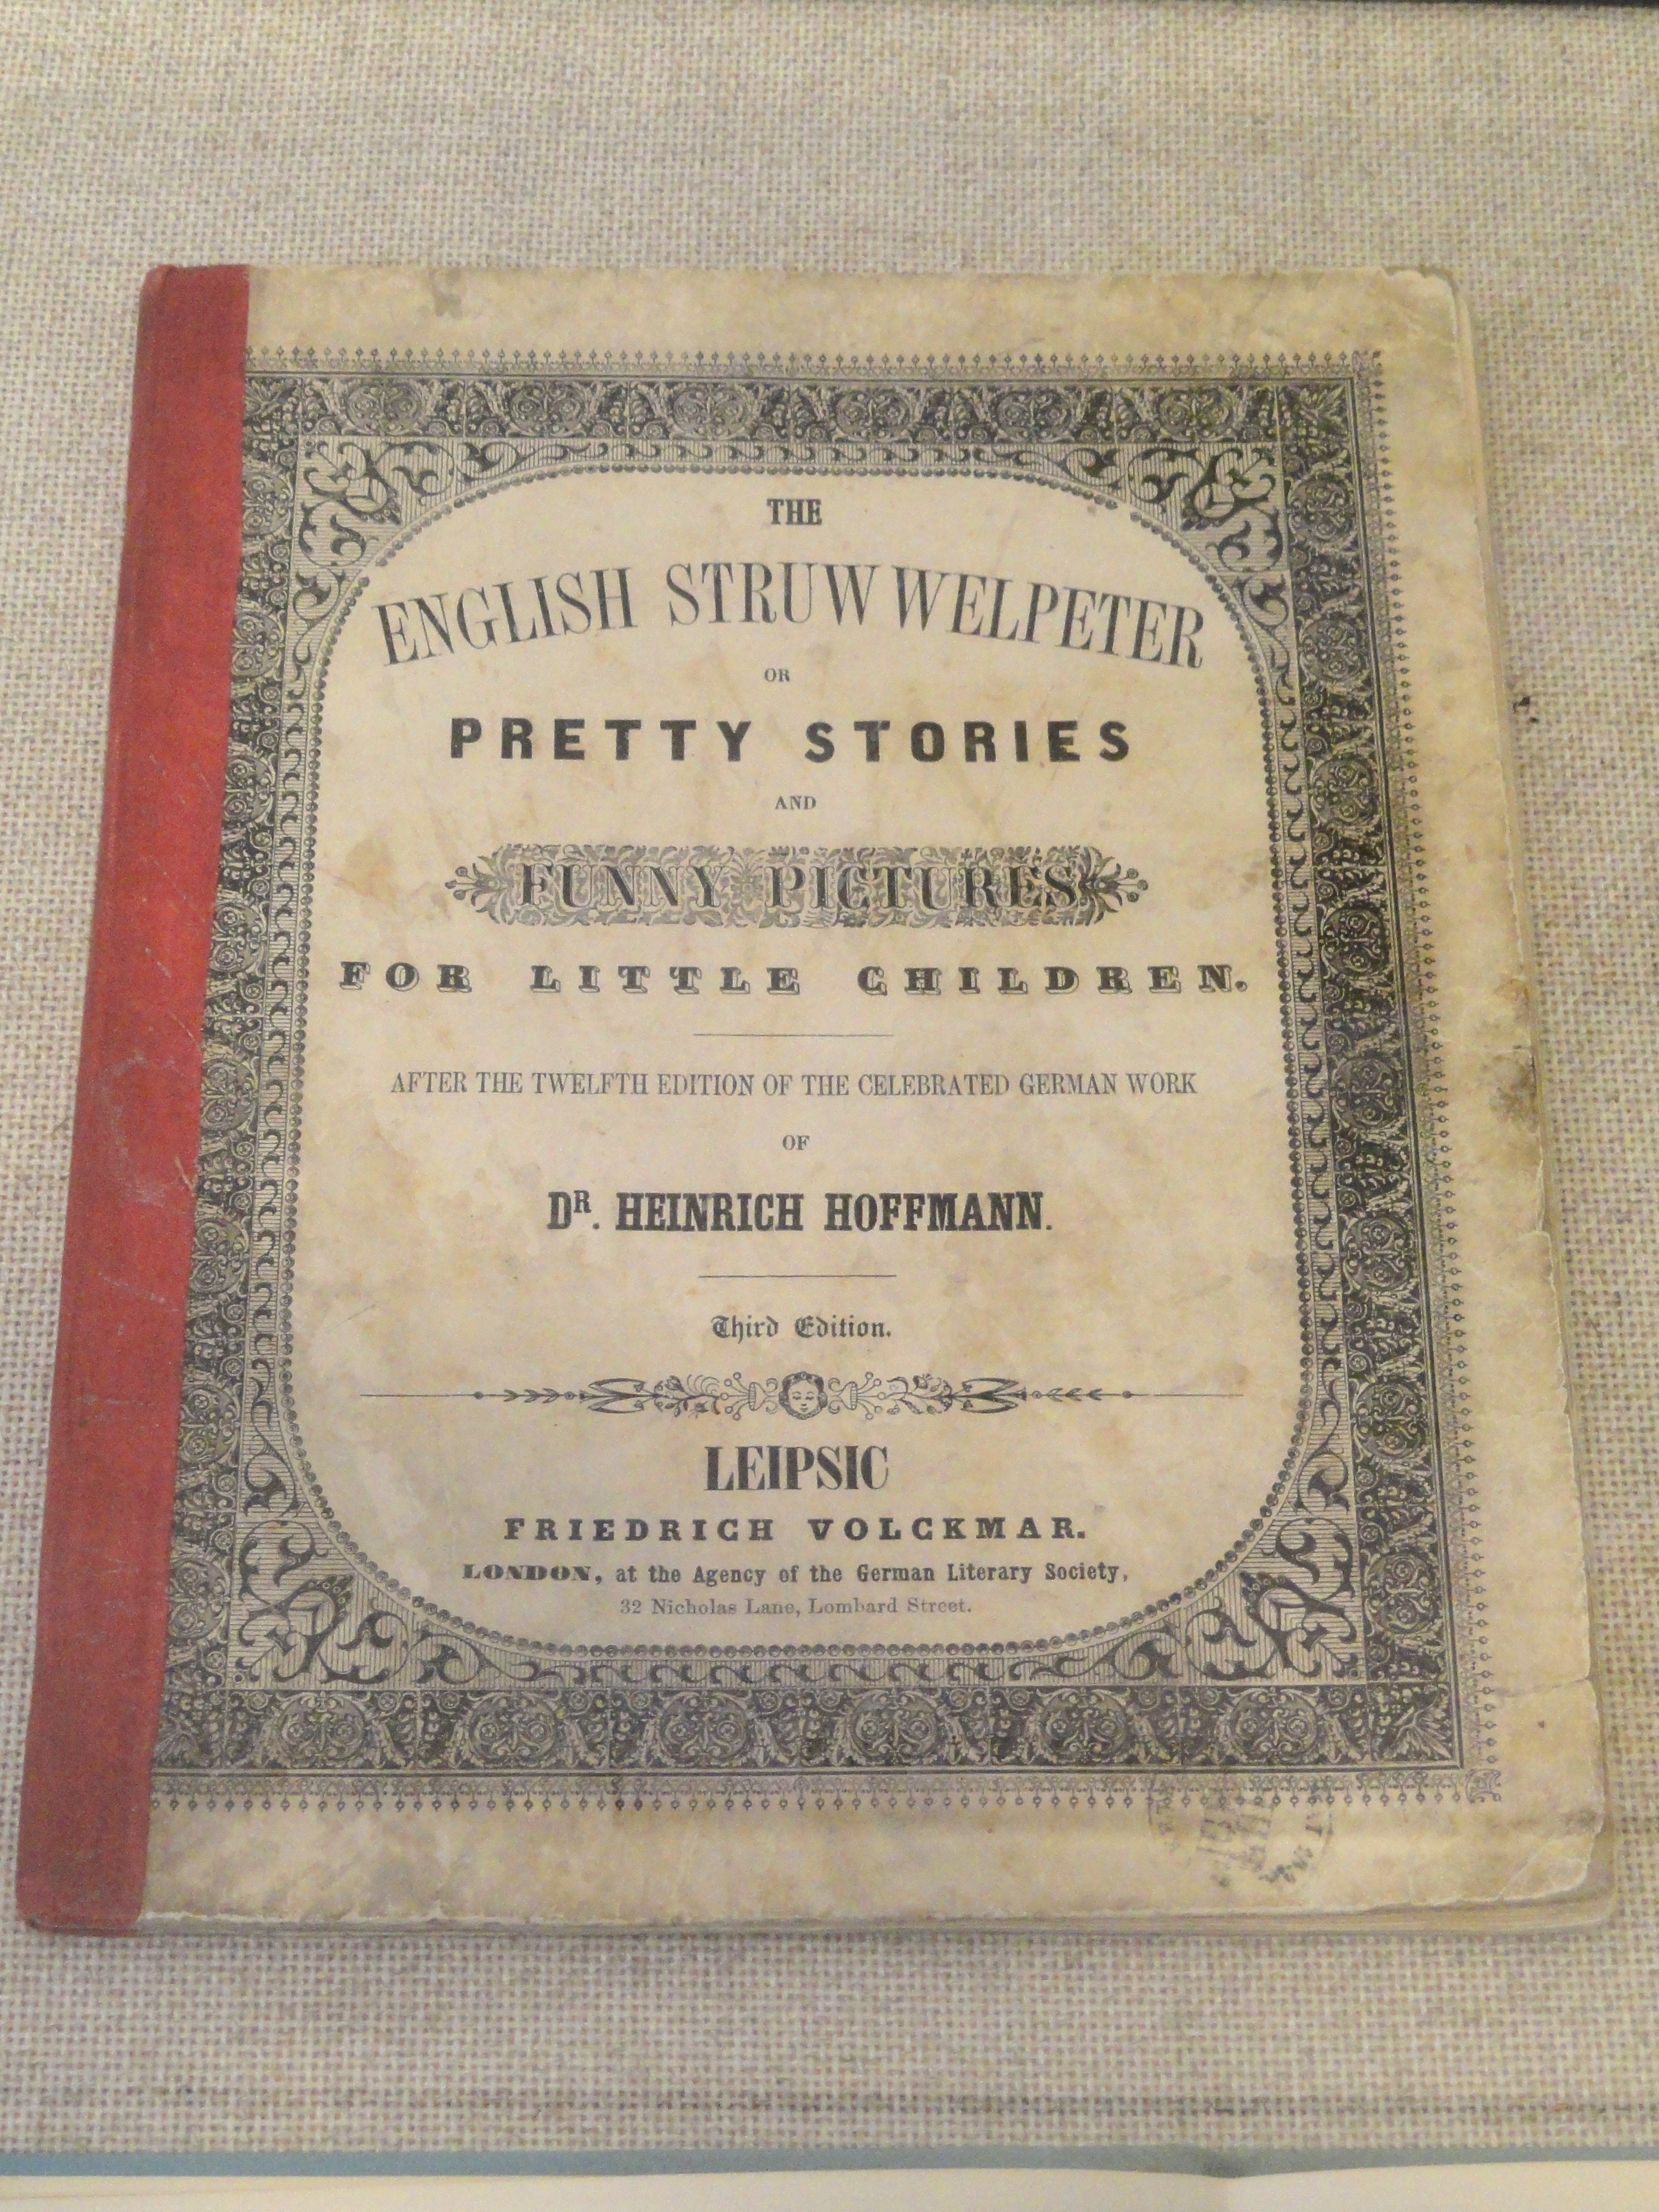 THE
ENGLISH STRUWWELPETER
OR
PRETTY STORIES
AND
FUNNY PICTURES
FOR LITTLE CHILDREN.
AFTER THE TWELFTH EDITION OF THE CELEBRATED GERMAN WORK
OF
DR. HEINRICH HOFFMANN.
Third Edition.
LEIPSIC
FRIEDRICH VOLCKMAR.
LONDON, at the Agency of the German Literary Society,
32 Nicholas Lane, Lombard Street.